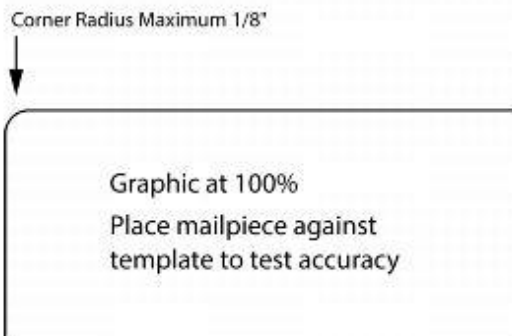 Corner Radius Maximum 1/8"
Graphic at 100%
Place mailpiece against
template to test accuracy